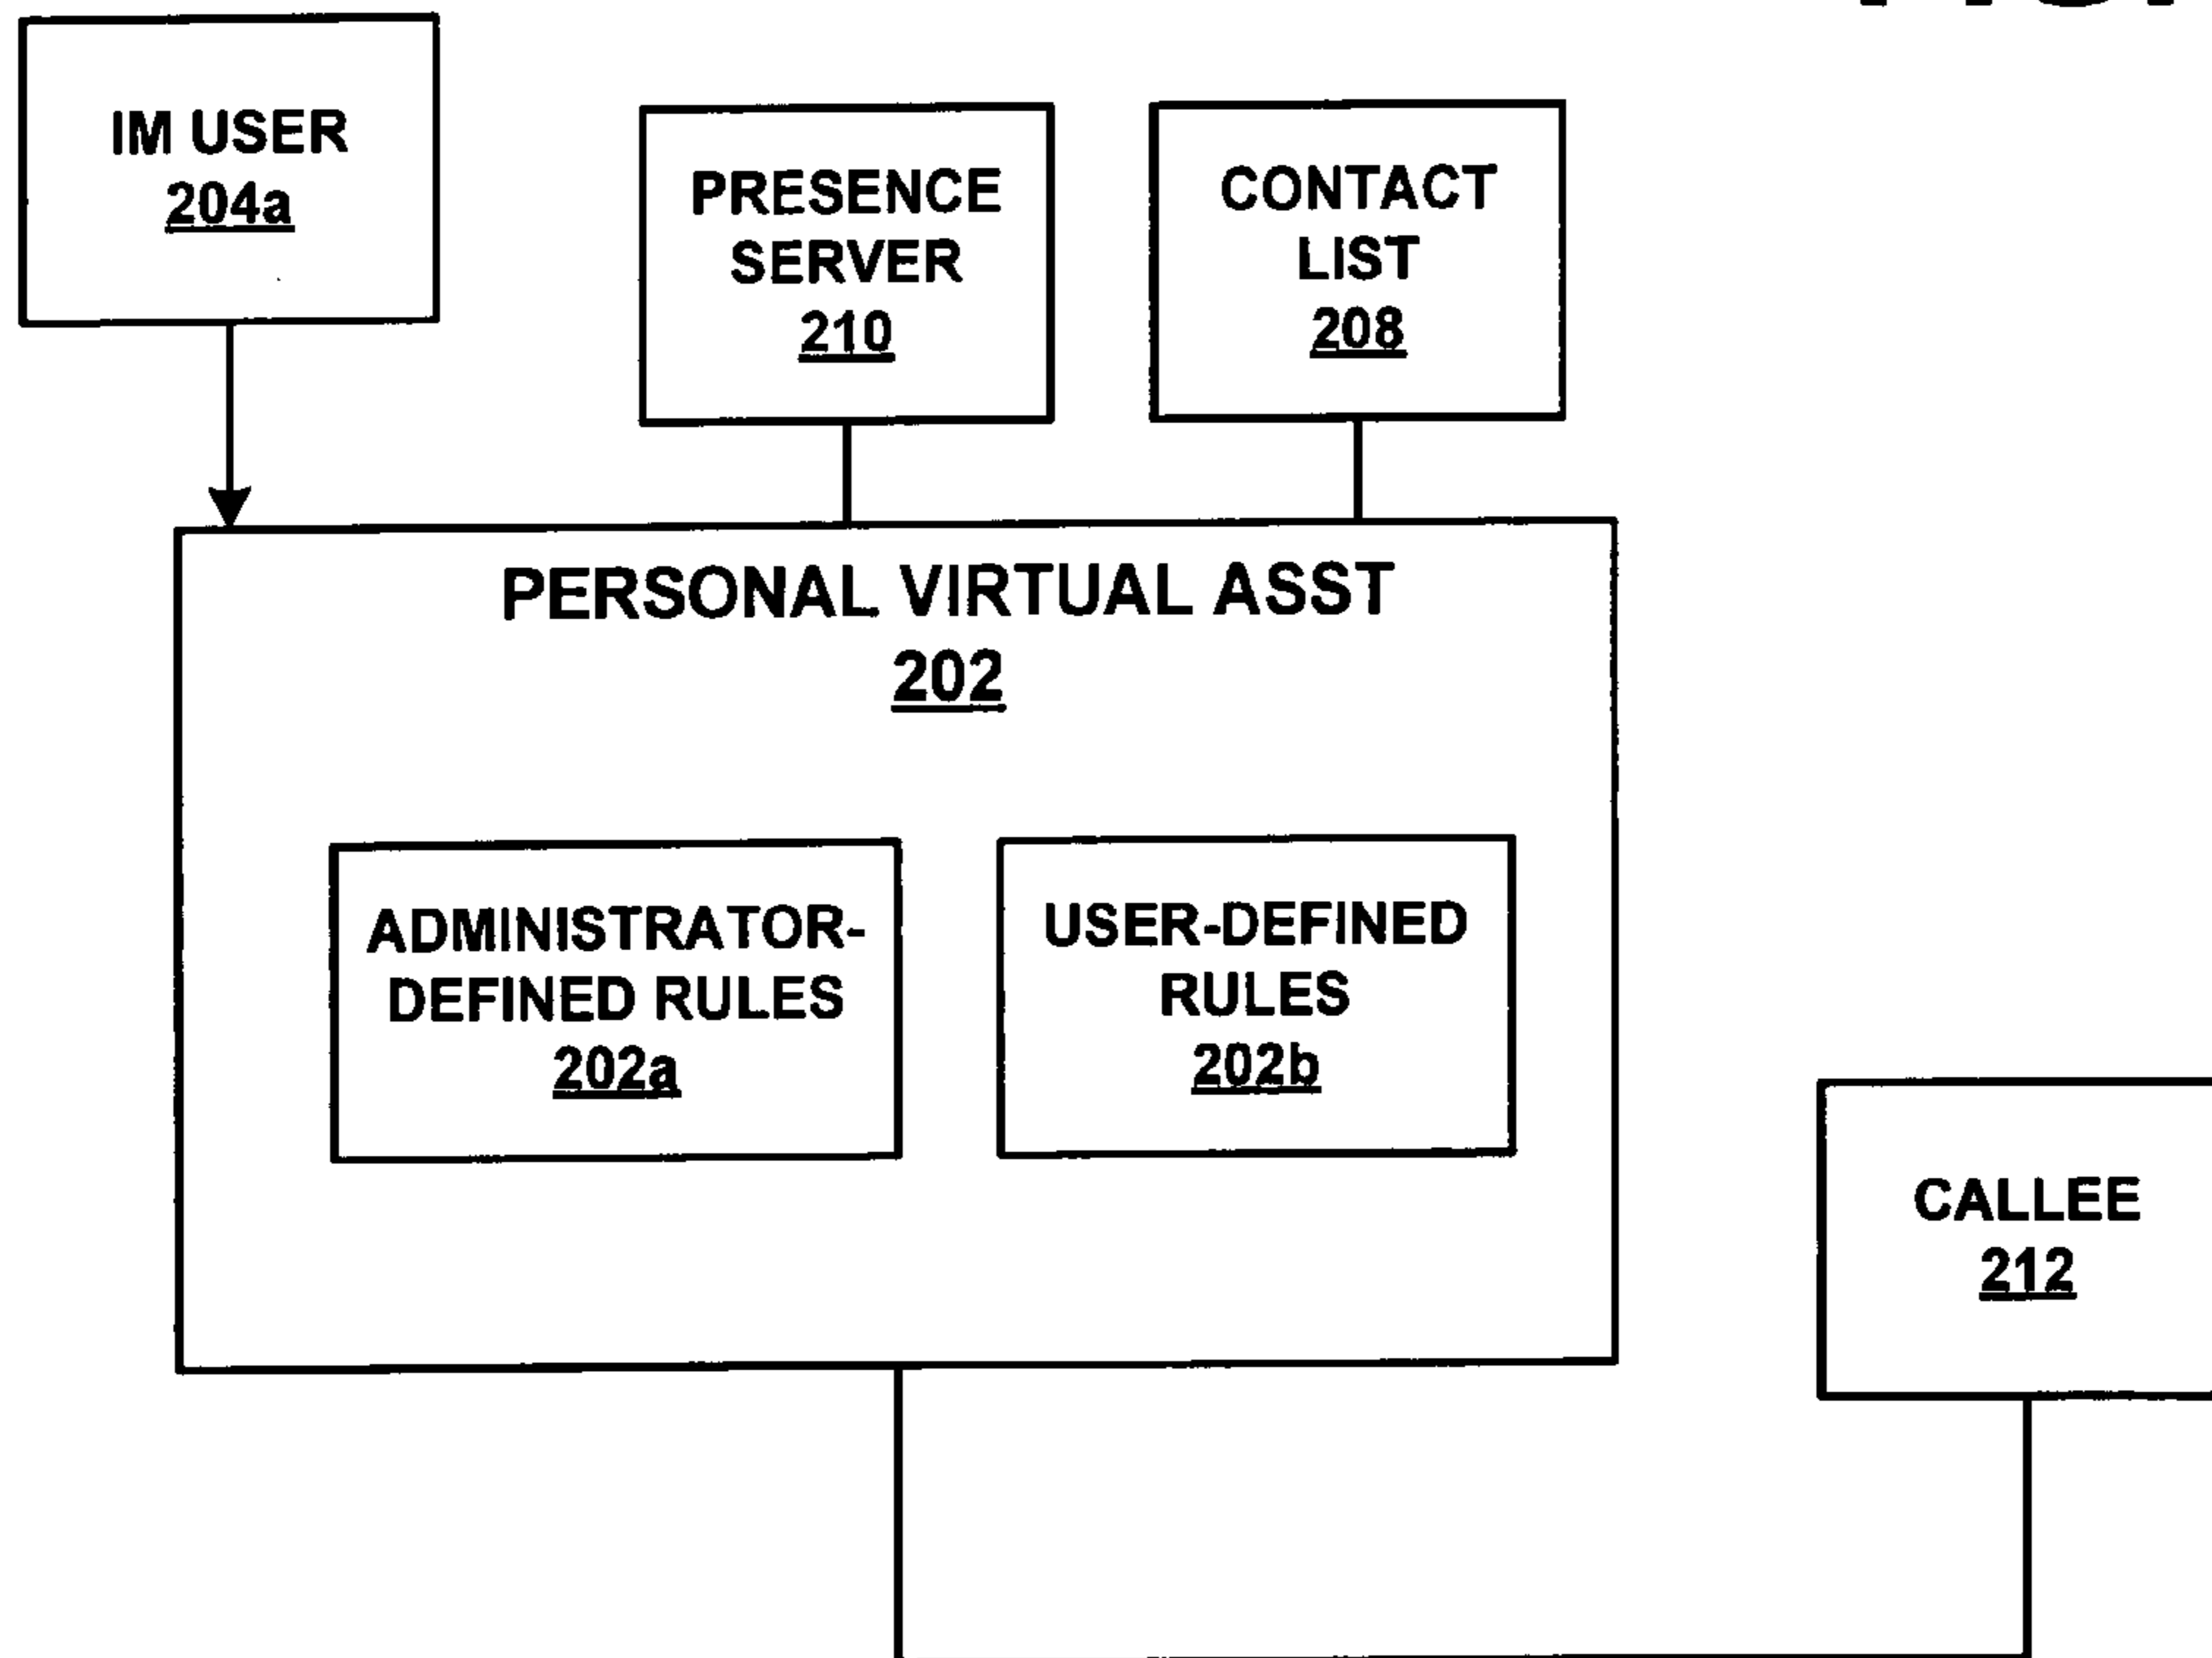 IM USER
204a
PRESENCE
SERVER
210
CONTACT
LIST
208
PERSONAL VIRTUAL ASST
202
ADMINISTRATOR-
DEFINED RULES
202a
USER-DEFINED
RULES
202b
CALLEE
212